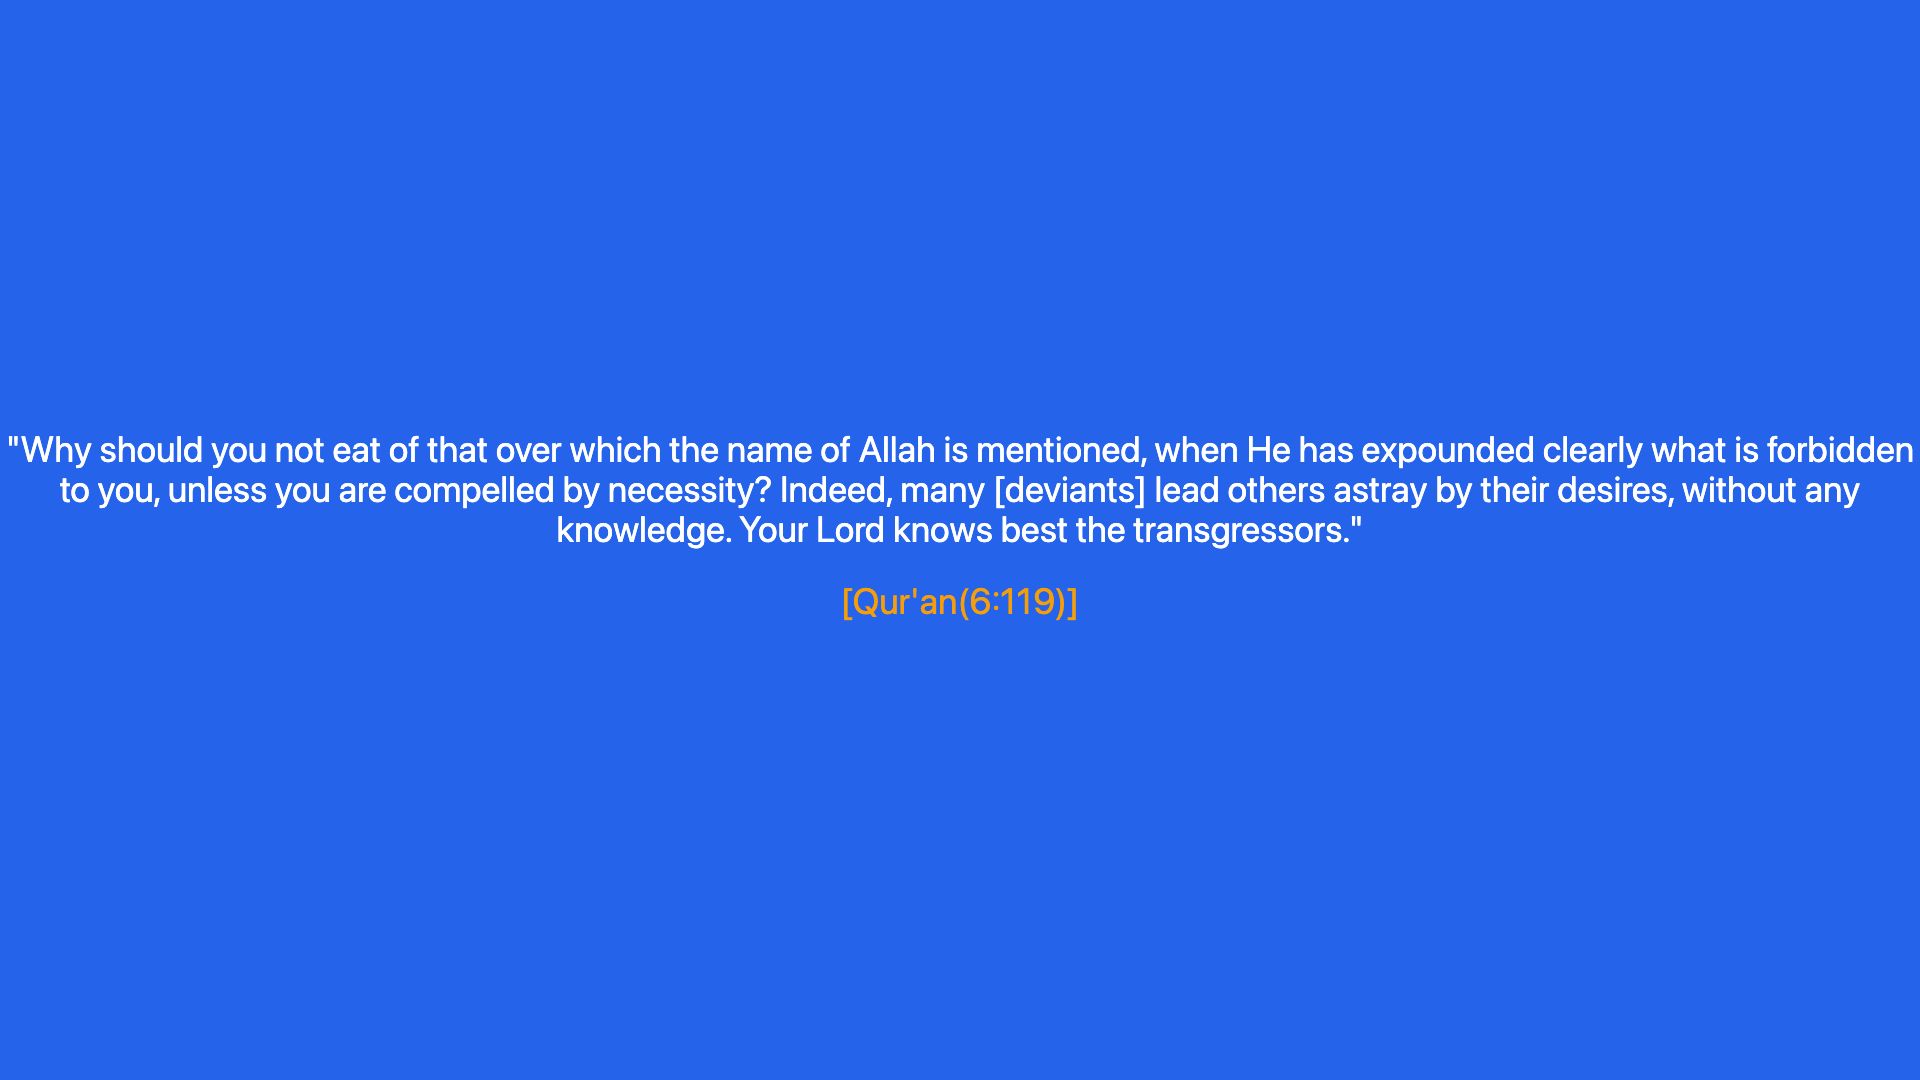 "Why should you not eat of that over which the name of Allah is mentioned, when He has expounded clearly what is forbidden
to you, unless you are compelled by necessity? Indeed, many [deviants] lead others astray by their desires, without any
knowledge. Your Lord knows best the transgressors."
[Qur'an(6:119)]